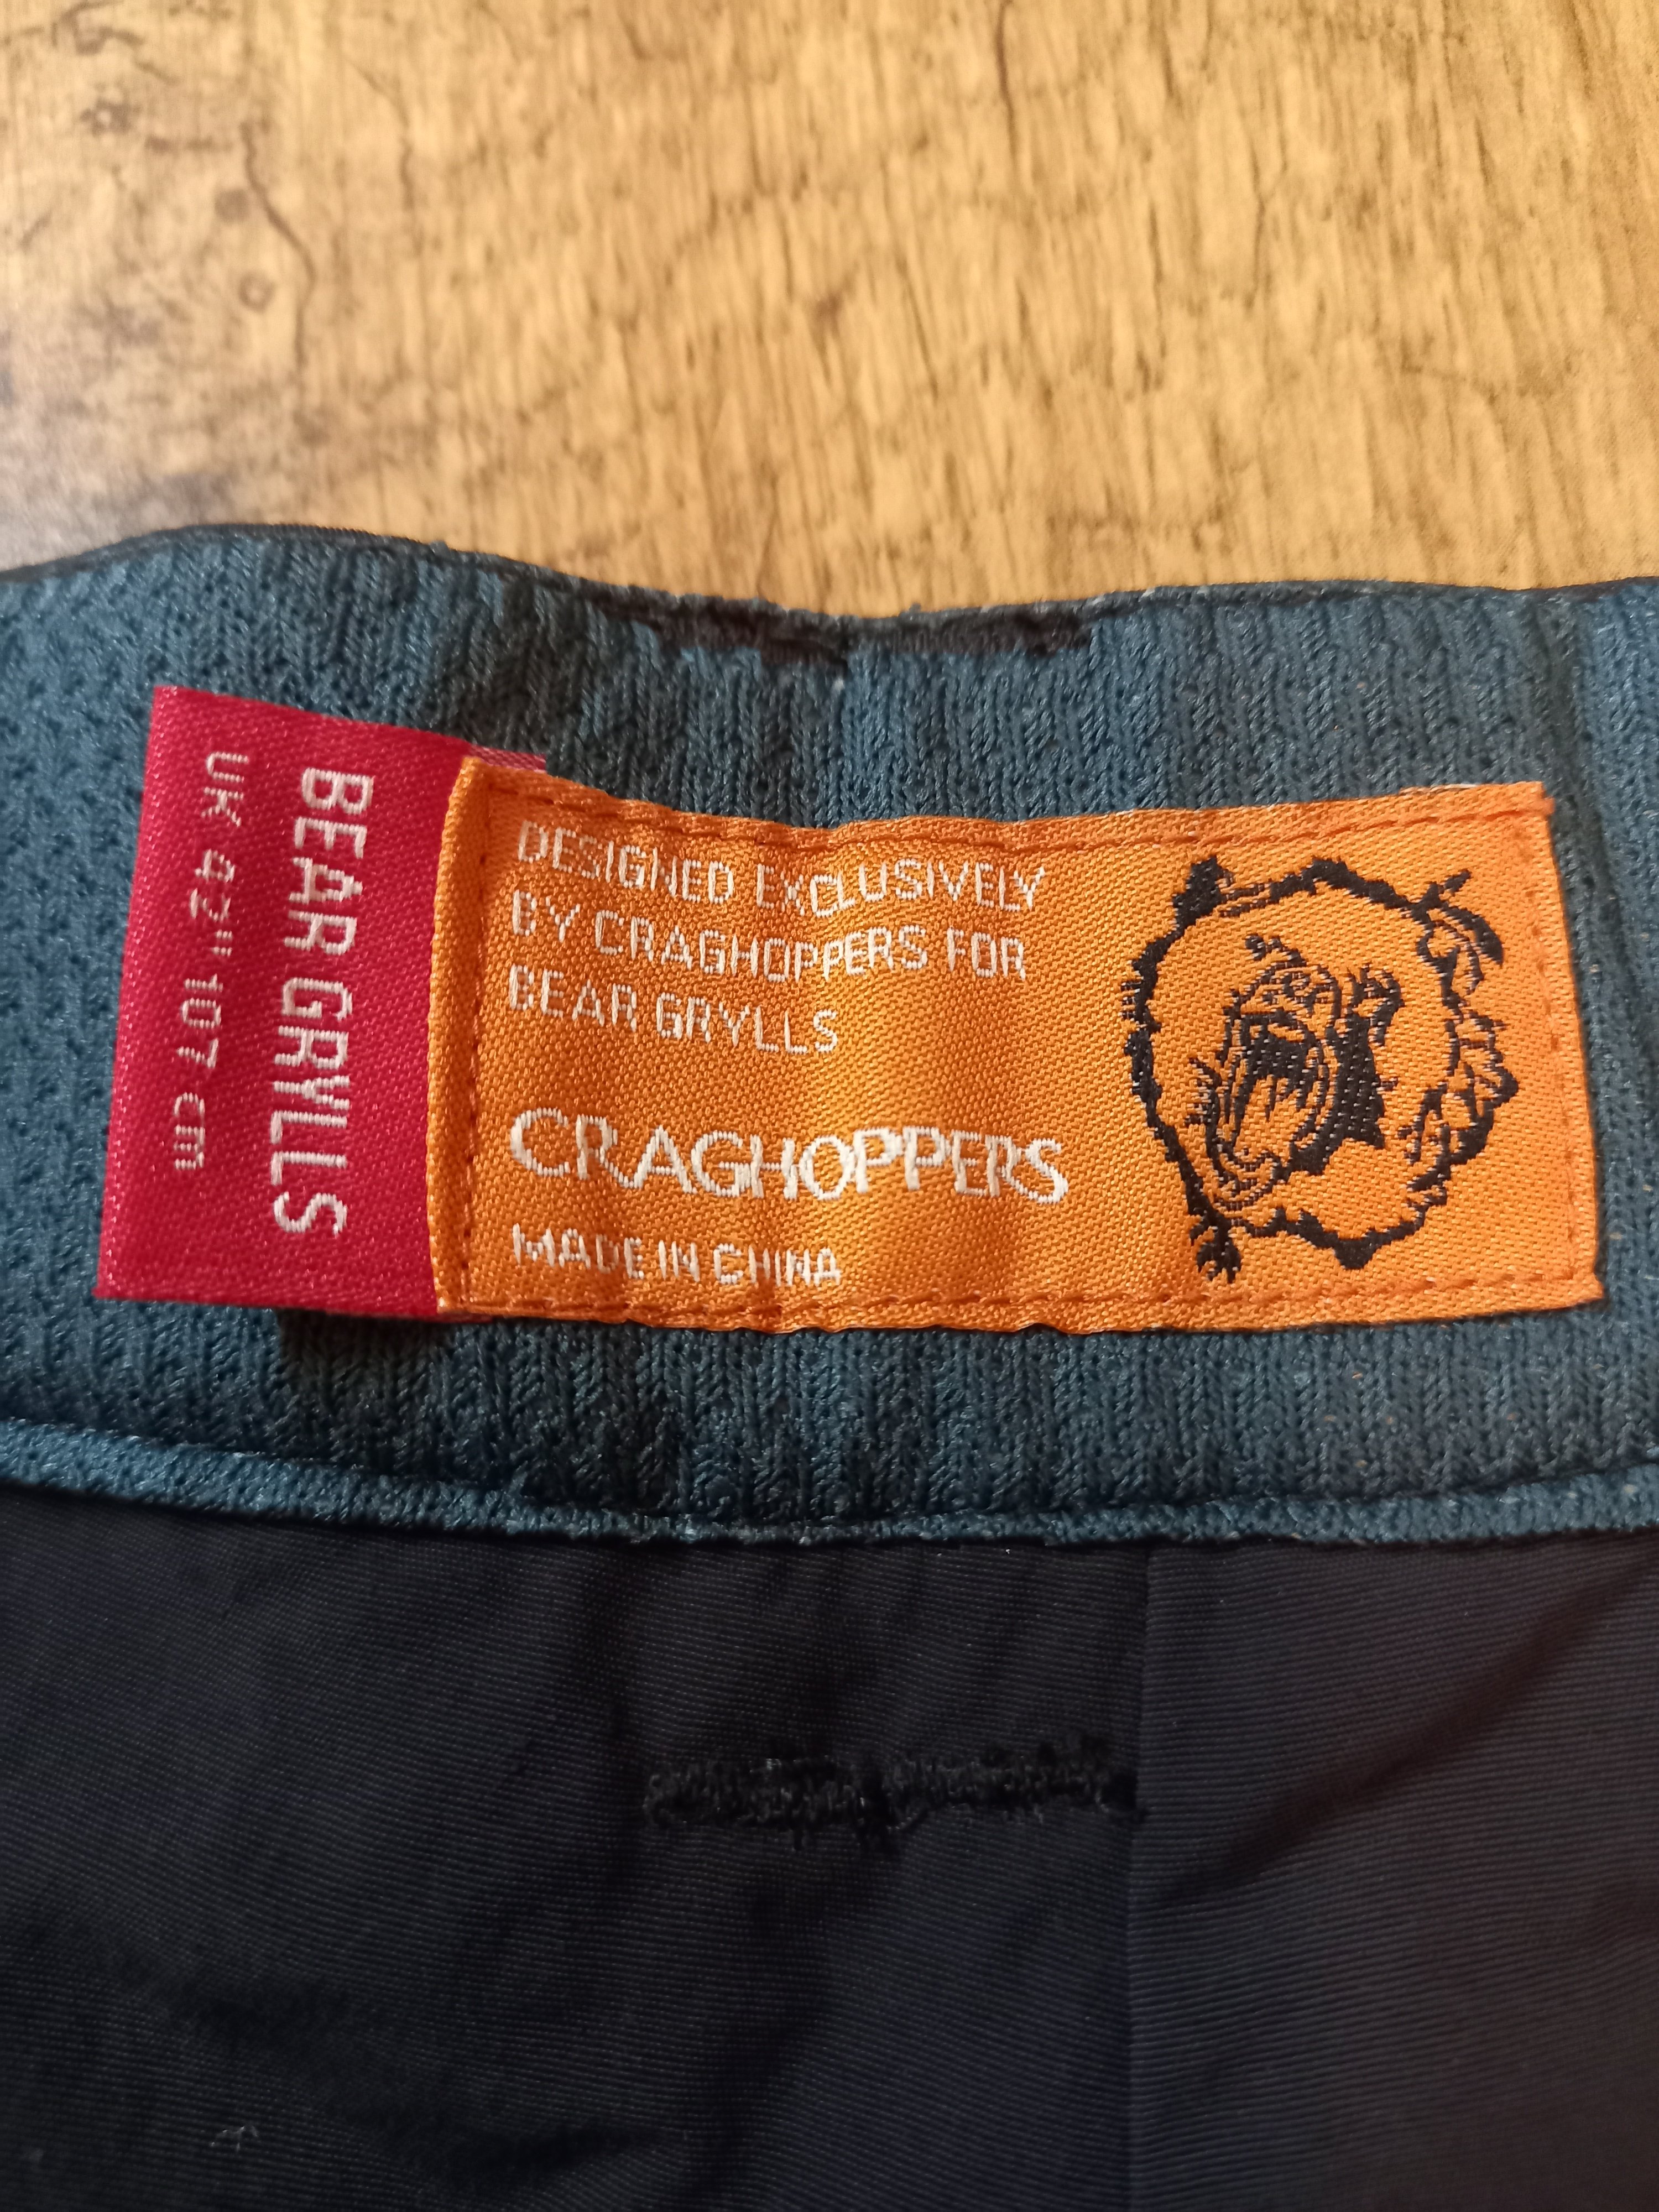 BEAR GRYLLS
UK 42" 107 cm
DESIGNED EXCLUSIVELY
BY CRAGHOPPERS FOR
BEAR GRYLLS
CRAGHOPPERS
MADE IN CHINA